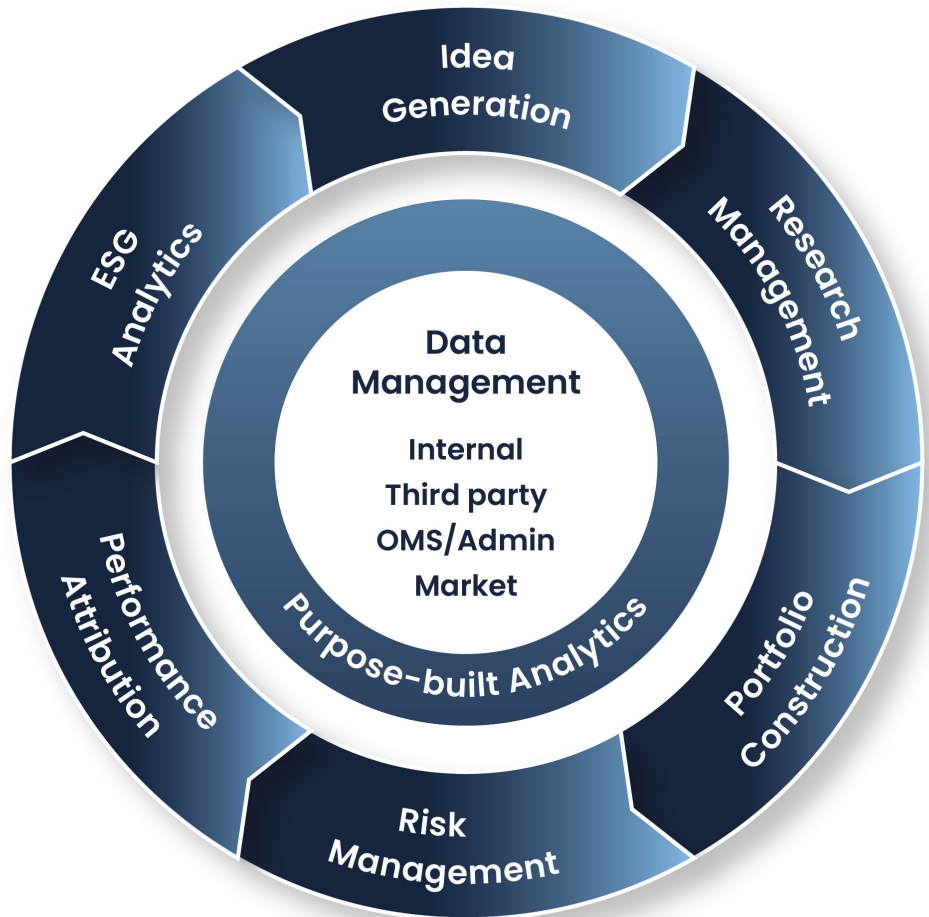 Idea
Generation
Research
Management
Portfolio
Construction
Risk
Management
Performance
Attribution
ESG
Analytics
Data
Management
Internal
Third party
OMS/Admin
Market
Purpose-built Analytics